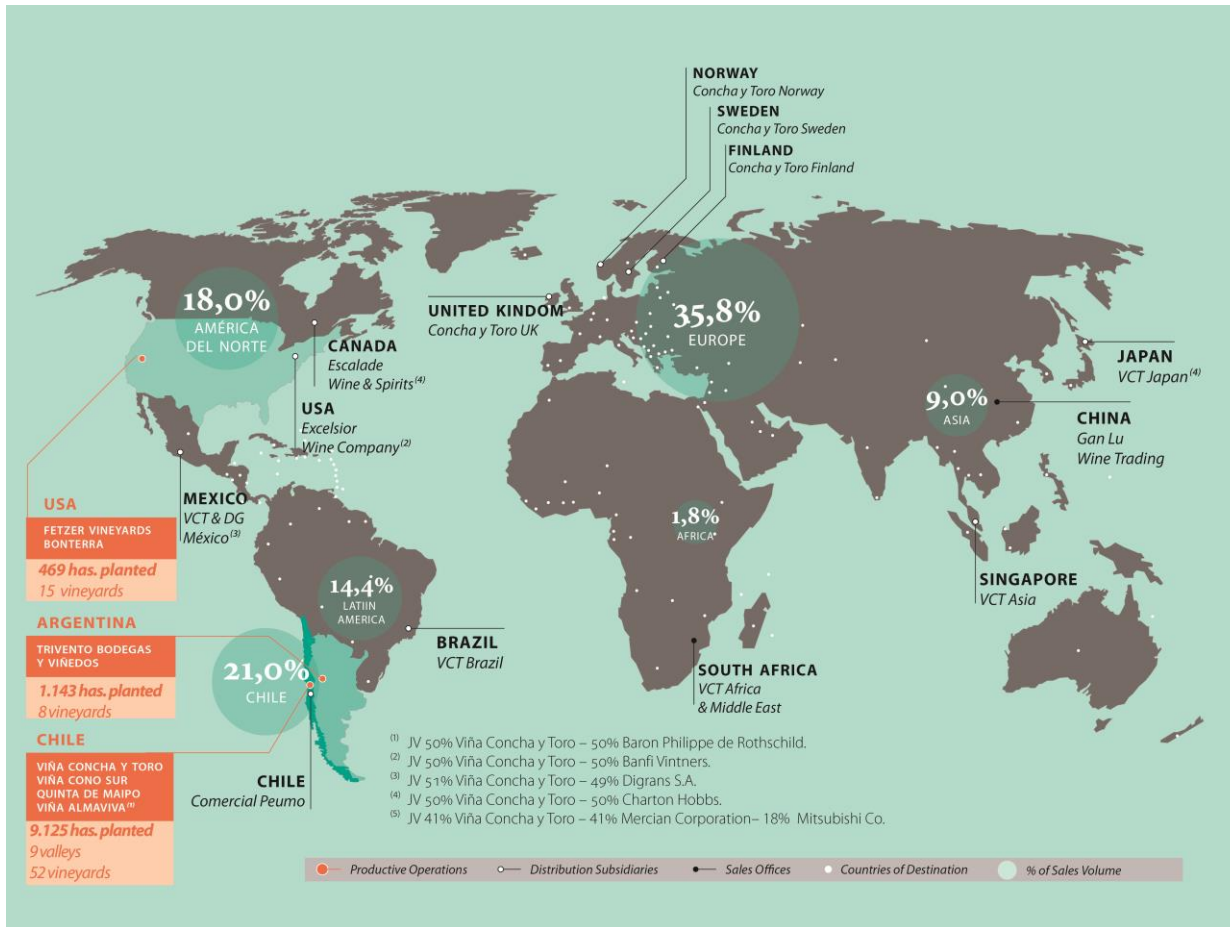 NORWAY
Concha y Toro Norway
SWEDEN
Concha y Toro Sweden
FINLAND
Concha y Toro Finland
18,0%
AMÉRICA
DEL NORTE
CANADA
Escalade
Wine & Spirits(4)
USA
Excelsior
Wine Company(2)
UNITED KINDOM
Concha y Toro UK
35,8%
EUROPE
JAPAN
VCT Japan(4)
9,0%
ASIA
CHINA
Gan Lu
Wine Trading
MEXICO
VCT & DG
México(3)
1,8%
AFRICA
SINGAPORE
VCT Asia
14,4%
LATIIN
AMERICA
BRAZIL
VCT Brazil
SOUTH AFRICA
VCT Africa
& Middle East
21,0%
CHILE
CHILE
Comercial Peumo
USA
FETZER VINEYARDS
BONTERRA
469 has. planted
15 vineyards
ARGENTINA
TRIVENTO BODEGAS
Y VIÑEDOS
1.143 has. planted
8 vineyards
CHILE
VIÑA CONCHA Y TORO
VIÑA CONO SUR
QUINTA DE MAIPO
VIÑA ALMAVIVA(1)
9.125 has. planted
9 valleys
52 vineyards
(1) JV 50% Viña Concha y Toro – 50% Baron Philippe de Rothschild.
(2) JV 50% Viña Concha y Toro – 50% Banfi Vintners.
(3) JV 51% Viña Concha y Toro – 49% Digrans S.A.
(4) JV 50% Viña Concha y Toro – 50% Charton Hobbs.
(5) JV 41% Viña Concha y Toro – 41% Mercian Corporation– 18% Mitsubishi Co.
Productive Operations
Distribution Subsidiaries
Sales Offices
Countries of Destination
% of Sales Volume